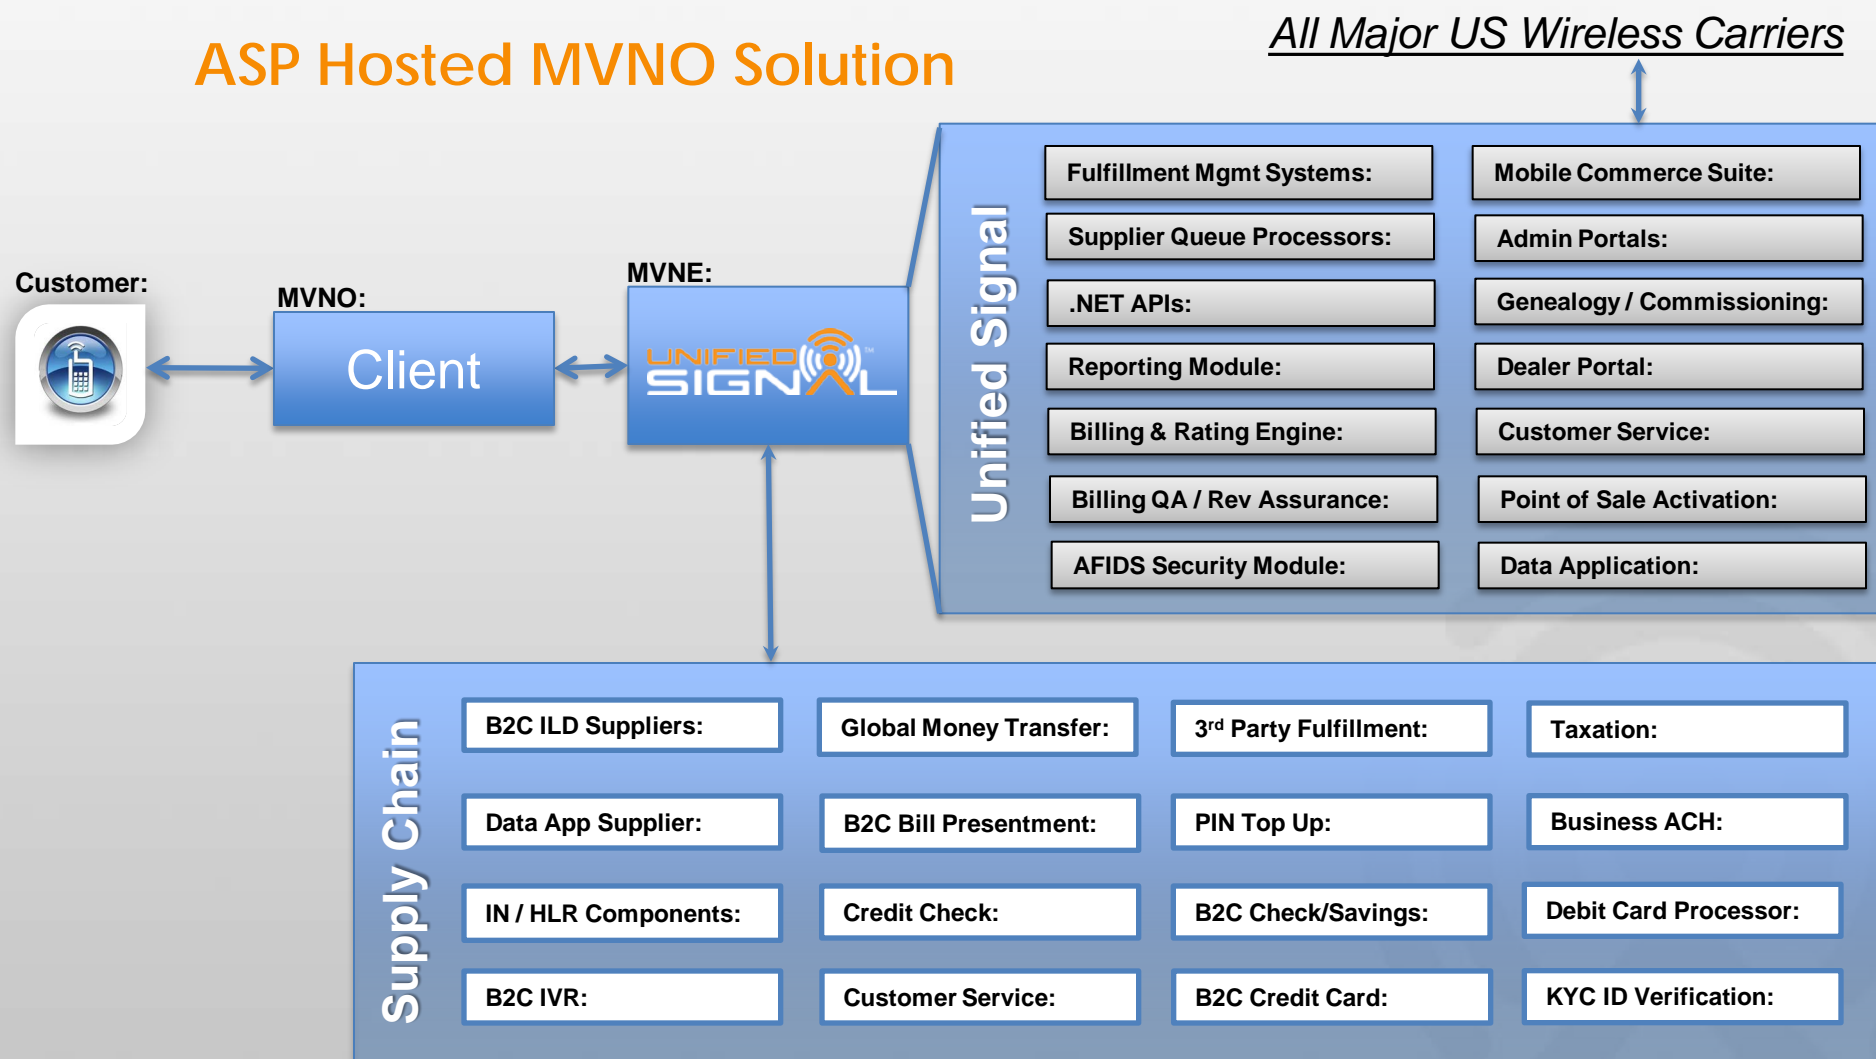 ASP Hosted MVNO Solution
All Major US Wireless Carriers
Customer:
MVNO:
Client
MVNE:
UNIFIED
SIGNAL
TM
Unified Signal
Fulfillment Mgmt Systems:
Mobile Commerce Suite:
Supplier Queue Processors:
Admin Portals:
.NET APIs:
Genealogy / Commissioning:
Reporting Module:
Dealer Portal:
Billing & Rating Engine:
Customer Service:
Billing QA / Rev Assurance:
Point of Sale Activation:
AFIDS Security Module:
Data Application:
Supply Chain
B2C ILD Suppliers:
Global Money Transfer:
3rd Party Fulfillment:
Taxation:
Data App Supplier:
B2C Bill Presentment:
PIN Top Up:
Business ACH:
IN / HLR Components:
Credit Check:
B2C Check/Savings:
Debit Card Processor:
B2C IVR:
Customer Service:
B2C Credit Card:
KYC ID Verification: